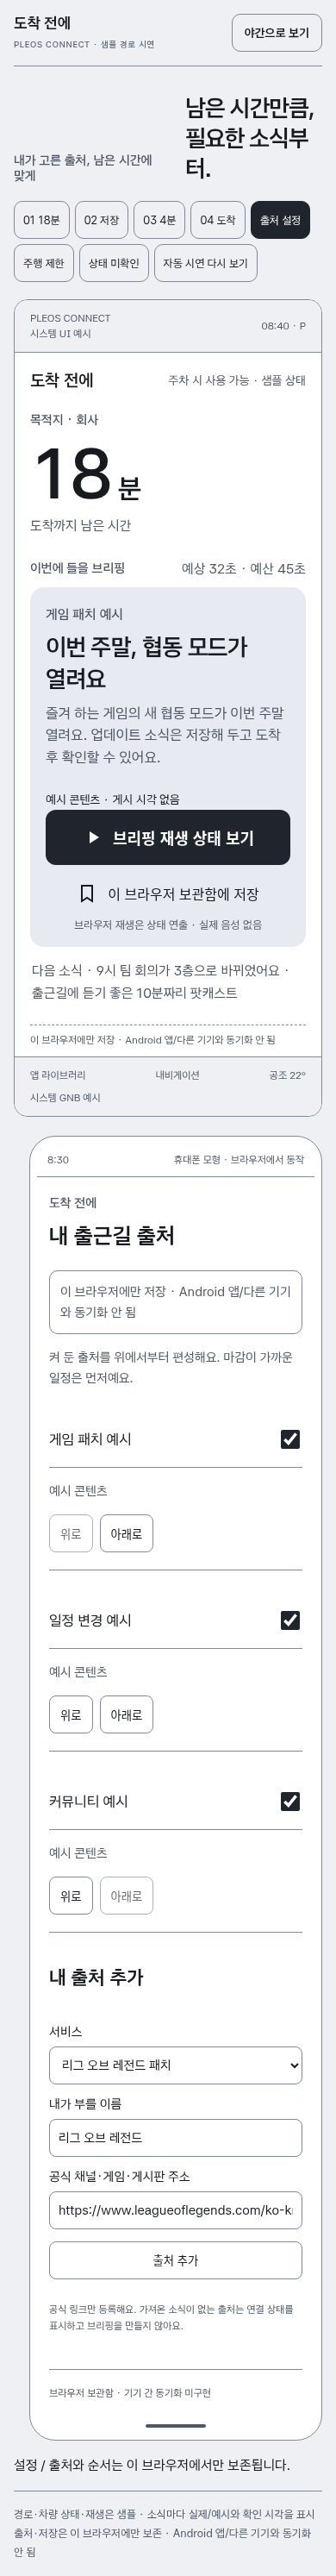 도착 전에
PLEOS CONNECT · 샘플 경로 시연
야간으로 보기
내가 고른 출처, 남은 시간에
맞게
남은 시간만큼,
필요한 소식부
터.
01 18분
02 저장
03 4분
04 도착
출처 설정
주행 제한
상태 미확인
자동 시연 다시 보기
PLEOS CONNECT
시스템 UI 예시
08:40 · P
도착 전에
주차 시 사용 가능 · 샘플 상태
목적지 · 회사
18분
도착까지 남은 시간
이번에 들을 브리핑
예상 32초 · 예산 45초
게임 패치 예시
이번 주말, 협동 모드가
열려요
즐겨 하는 게임의 새 협동 모드가 이번 주말
열려요. 업데이트 소식은 저장해 두고 도착
후 확인할 수 있어요.
예시 콘텐츠 · 게시 시각 없음
브리핑 재생 상태 보기
이 브라우저 보관함에 저장
브라우저 재생은 상태 연출 · 실제 음성 없음
다음 소식 · 9시 팀 회의가 3층으로 바뀌었어요 ·
출근길에 듣기 좋은 10분짜리 팟캐스트
이 브라우저에만 저장 · Android 앱/다른 기기와 동기화 안 됨
앱 라이브러리
내비게이션
공조 22°
시스템 GNB 예시
8:30
휴대폰 모형 · 브라우저에서 동작
도착 전에
내 출근길 출처
이 브라우저에만 저장 · Android 앱/다른 기기
와 동기화 안 됨
켜 둔 출처를 위에서부터 편성해요. 마감이 가까운
일정은 먼저예요.
게임 패치 예시
예시 콘텐츠
위로
아래로
일정 변경 예시
예시 콘텐츠
위로
아래로
커뮤니티 예시
예시 콘텐츠
위로
아래로
내 출처 추가
서비스
리그 오브 레전드 패치
내가 부를 이름
리그 오브 레전드
공식 채널·게임·게시판 주소
https://www.leagueoflegends.com/ko-k
출처 추가
공식 링크만 등록해요. 가져온 소식이 없는 출처는 연결 상태를
표시하고 브리핑을 만들지 않아요.
브라우저 보관함 · 기기 간 동기화 미구현
설정 / 출처와 순서는 이 브라우저에서만 보존됩니다.
경로·차량 상태·재생은 샘플 · 소식마다 실제/예시와 확인 시각을 표시
출처·저장은 이 브라우저에만 보존 · Android 앱/다른 기기와 동기화
안 됨